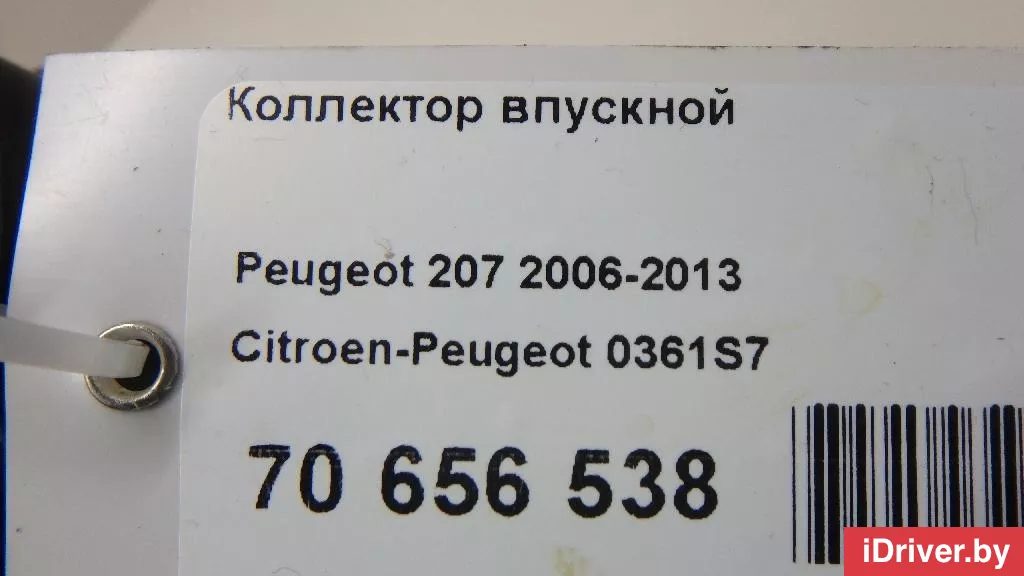 Коллектор впускной
Peugeot 207 2006-2013
Citroen-Peugeot 0361S7
70 656 538
iDriver.by